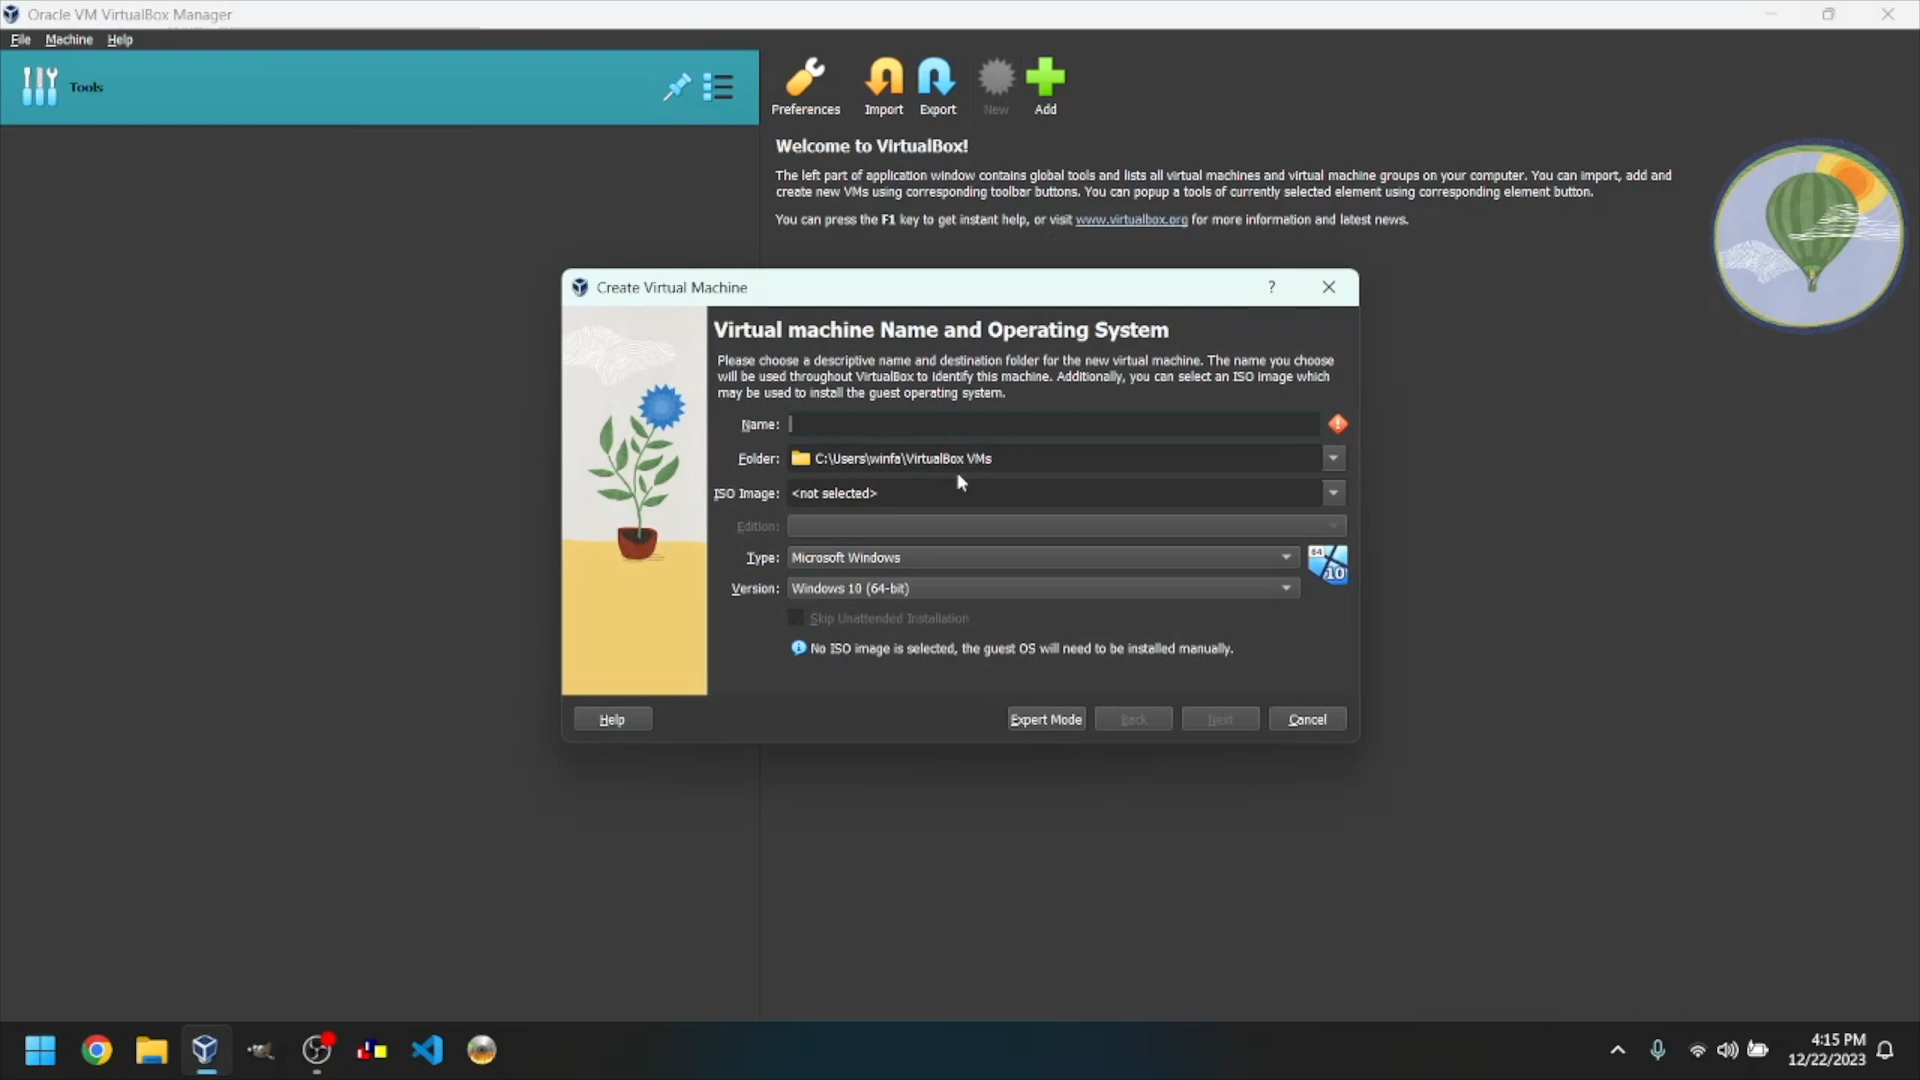 Oracle VM VirtualBox Manager
File Machine Help
Tools
Preferences Import Export New Add
Welcome to VirtualBox!
The left part of application window contains global tools and lists all virtual machines and virtual machine groups on your computer. You can import, add and
create new VMs using corresponding toolbar buttons. You can popup a tools of currently selected element using corresponding element button.
You can press the F1 key to get instant help, or visit www.virtualbox.org for more information and latest news.
Create Virtual Machine ?
Virtual machine Name and Operating System
Please choose a descriptive name and destination folder for the new virtual machine. The name you choose
will be used throughout VirtualBox to identify this machine. Additionally, you can select an ISO image which
may be used to install the guest operating system.
Name:
Folder: C:\Users\winfa\VirtualBox VMs
ISO Image: <not selected>
Edition:
Type: Microsoft Windows
64
10
Version: Windows 10 (64-bit)
Skip Unattended Installation
No ISO image is selected, the guest OS will need to be installed manually.
Help Expert Mode Back Next Cancel
4:15 PM
12/22/2023